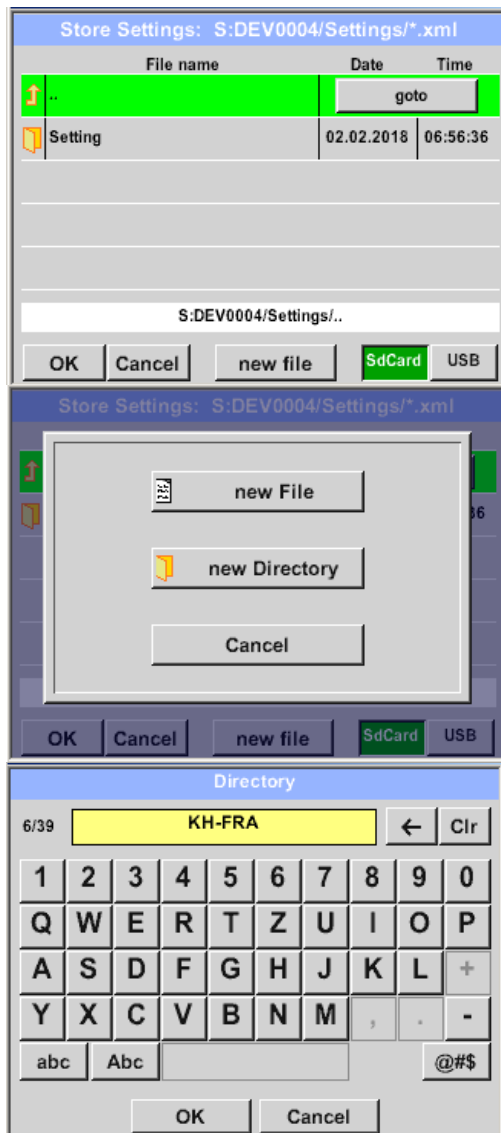 Store Settings: S:DEV0004/Settings/*.xml
File name Date Time
.. goto
Setting 02.02.2018 06:56:36
S:DEV0004/Settings/..
OK Cancel new file SdCard USB
Store Settings: S:DEV0004/Settings/*.xml
new File
36
new Directory
Cancel
OK Cancel new file SdCard USB
Directory
6/39 KH-FRA ← Clr
1 2 3 4 5 6 7 8 9 0
Q W E R T Z U I O P
A S D F G H J K L +
Y X C V B N M , . -
abc Abc @#$
OK Cancel